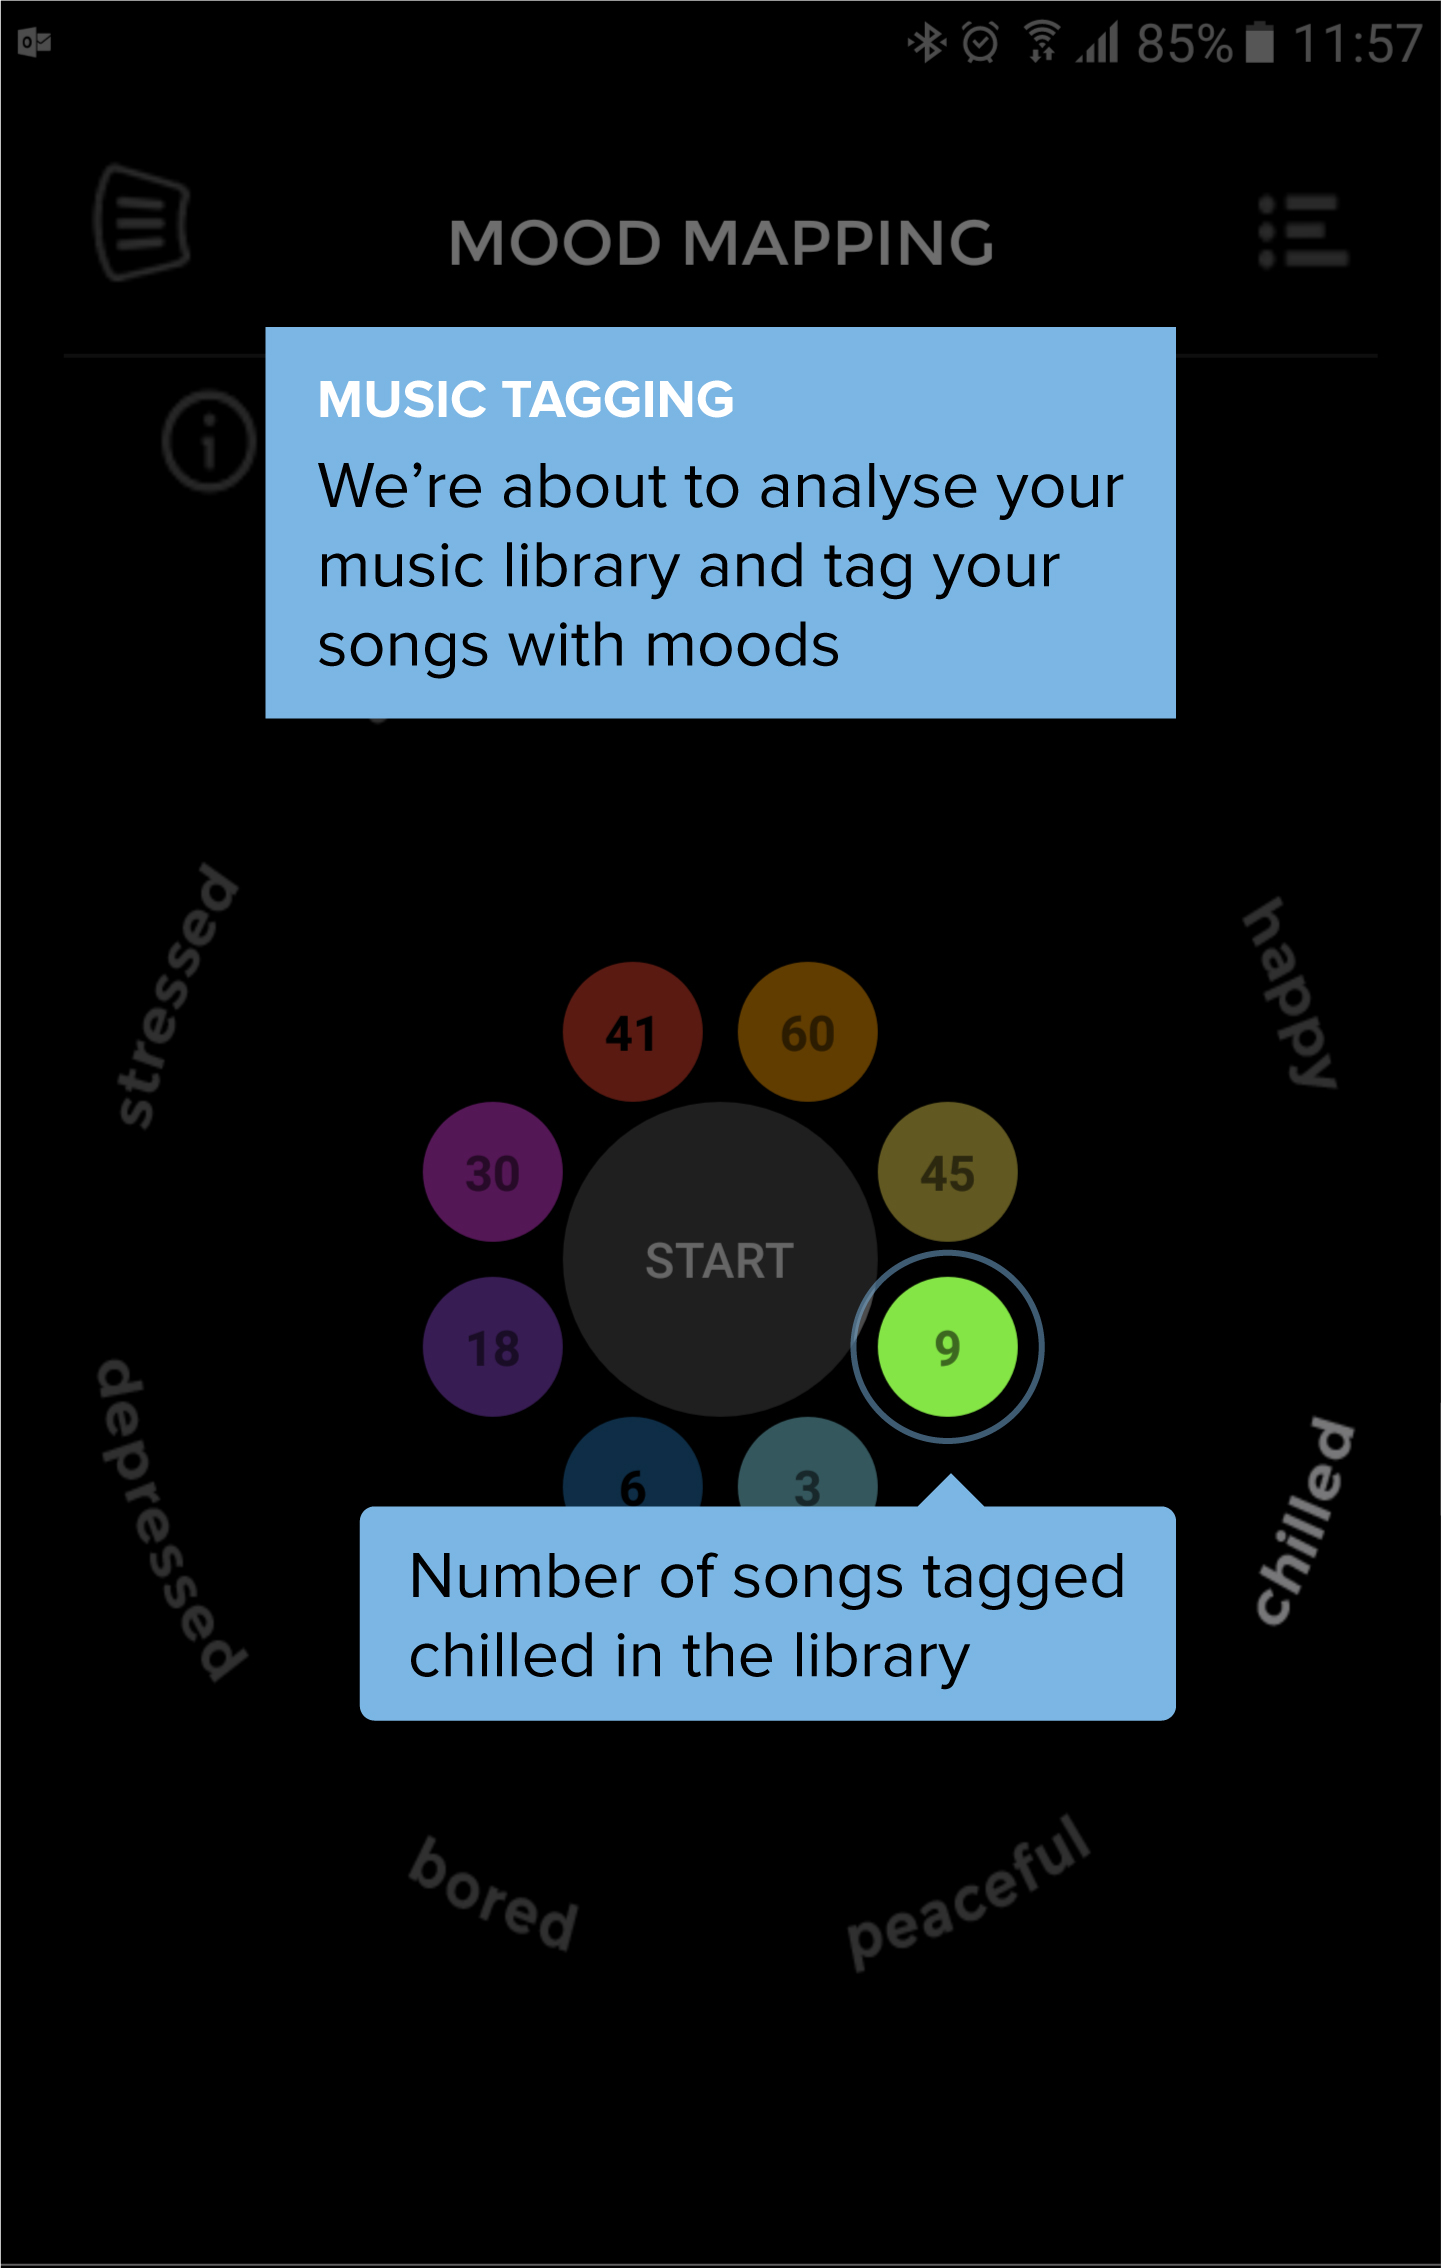 85% 11:57
MOOD MAPPING
MUSIC TAGGING
We’re about to analyse your
music library and tag your
songs with moods
stressed
happy
41
60
30
45
START
18
9
6
3
depressed
chilled
Number of songs tagged
chilled in the library
bored
peaceful